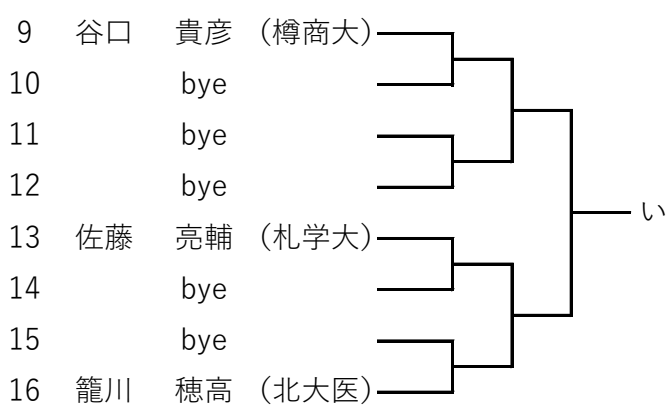 9 谷口 貴彦 (樽商大)
10 bye
11 bye
12 bye
い
13 佐藤 亮輔 (札学大)
14 bye
15 bye
16 籠川 穂高 (北大医)